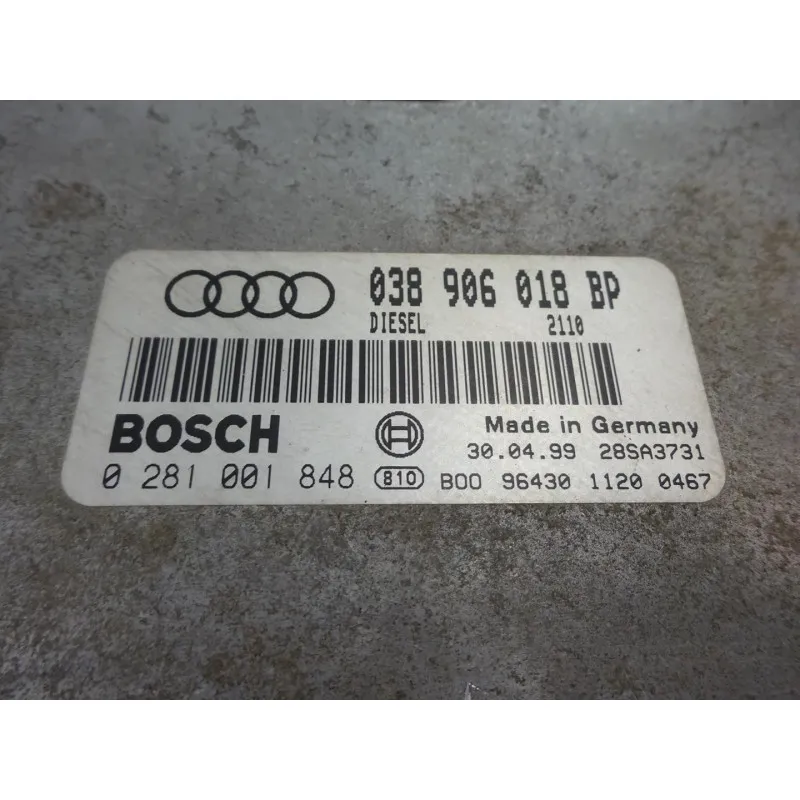 038 906 018 BP
DIESEL 2110
BOSCH Made in Germany
30.04.99 28SA3731
0 281 001 848 810 B00 96430 1120 0467